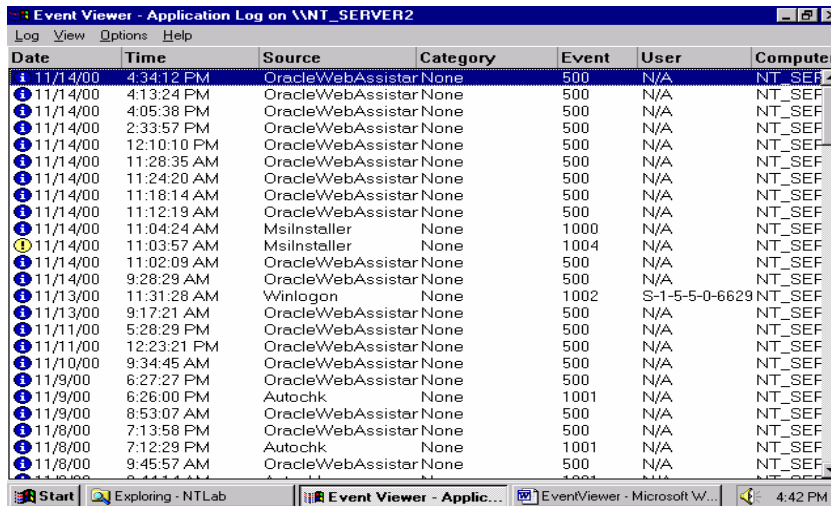 Event Viewer - Application Log on \\NT_SERVER2
Log View Options Help
Date Time Source Category Event User Compute
11/14/00 4:34:12 PM OracleWebAssistar None 500 N/A NT_SEF
11/14/00 4:13:24 PM OracleWebAssistar None 500 N/A NT_SEF
11/14/00 4:05:38 PM OracleWebAssistar None 500 N/A NT_SEF
11/14/00 2:33:57 PM OracleWebAssistar None 500 N/A NT_SEF
11/14/00 12:10:10 PM OracleWebAssistar None 500 N/A NT_SEF
11/14/00 11:28:35 AM OracleWebAssistar None 500 N/A NT_SEF
11/14/00 11:24:20 AM OracleWebAssistar None 500 N/A NT_SEF
11/14/00 11:18:14 AM OracleWebAssistar None 500 N/A NT_SEF
11/14/00 11:12:19 AM OracleWebAssistar None 500 N/A NT_SEF
11/14/00 11:04:24 AM MsiInstaller None 1000 N/A NT_SEF
11/14/00 11:03:57 AM MsiInstaller None 1004 N/A NT_SEF
11/14/00 11:02:09 AM OracleWebAssistar None 500 N/A NT_SEF
11/14/00 9:28:29 AM OracleWebAssistar None 500 N/A NT_SEF
11/13/00 11:31:28 AM Winlogon None 1002 S-1-5-5-0-6629 NT_SEF
11/13/00 9:17:21 AM OracleWebAssistar None 500 N/A NT_SEF
11/11/00 5:28:29 PM OracleWebAssistar None 500 N/A NT_SEF
11/11/00 12:23:21 PM OracleWebAssistar None 500 N/A NT_SEF
11/10/00 9:34:45 AM OracleWebAssistar None 500 N/A NT_SEF
11/9/00 6:27:27 PM OracleWebAssistar None 500 N/A NT_SEF
11/9/00 6:26:00 PM Autochk None 1001 N/A NT_SEF
11/9/00 8:53:07 AM OracleWebAssistar None 500 N/A NT_SEF
11/8/00 7:13:58 PM OracleWebAssistar None 500 N/A NT_SEF
11/8/00 7:12:29 PM Autochk None 1001 N/A NT_SEF
11/8/00 9:45:57 AM OracleWebAssistar None 500 N/A NT_SEF
Start Exploring - NTLab Event Viewer - Applic... EventViewer - Microsoft W... 4:42 PM